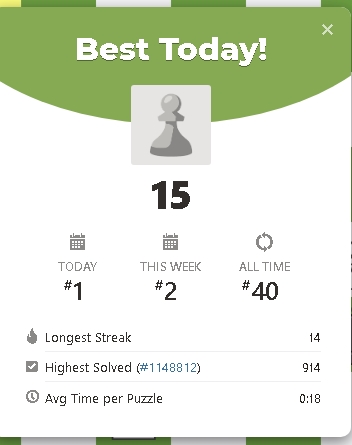 Best Today!
15
TODAY THIS WEEK ALL TIME
#1 #2 #40
Longest Streak 14
Highest Solved (#1148812) 914
Avg Time per Puzzle 0:18